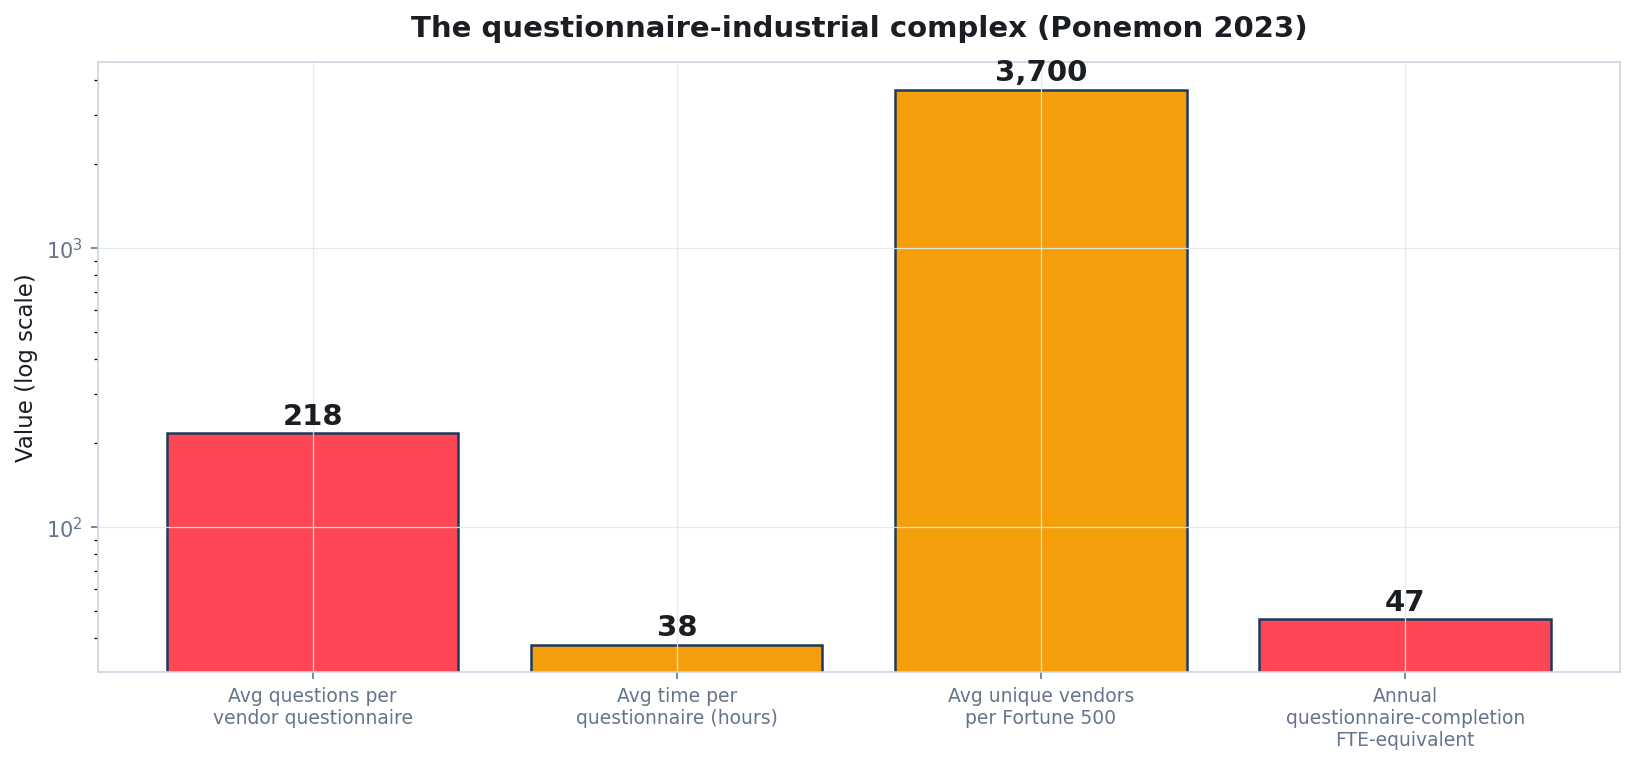 The questionnaire-industrial complex (Ponemon 2023)
Value (log scale)
10³
10²
218
38
3,700
47
Avg questions per
vendor questionnaire
Avg time per
questionnaire (hours)
Avg unique vendors
per Fortune 500
Annual
questionnaire-completion
FTE-equivalent